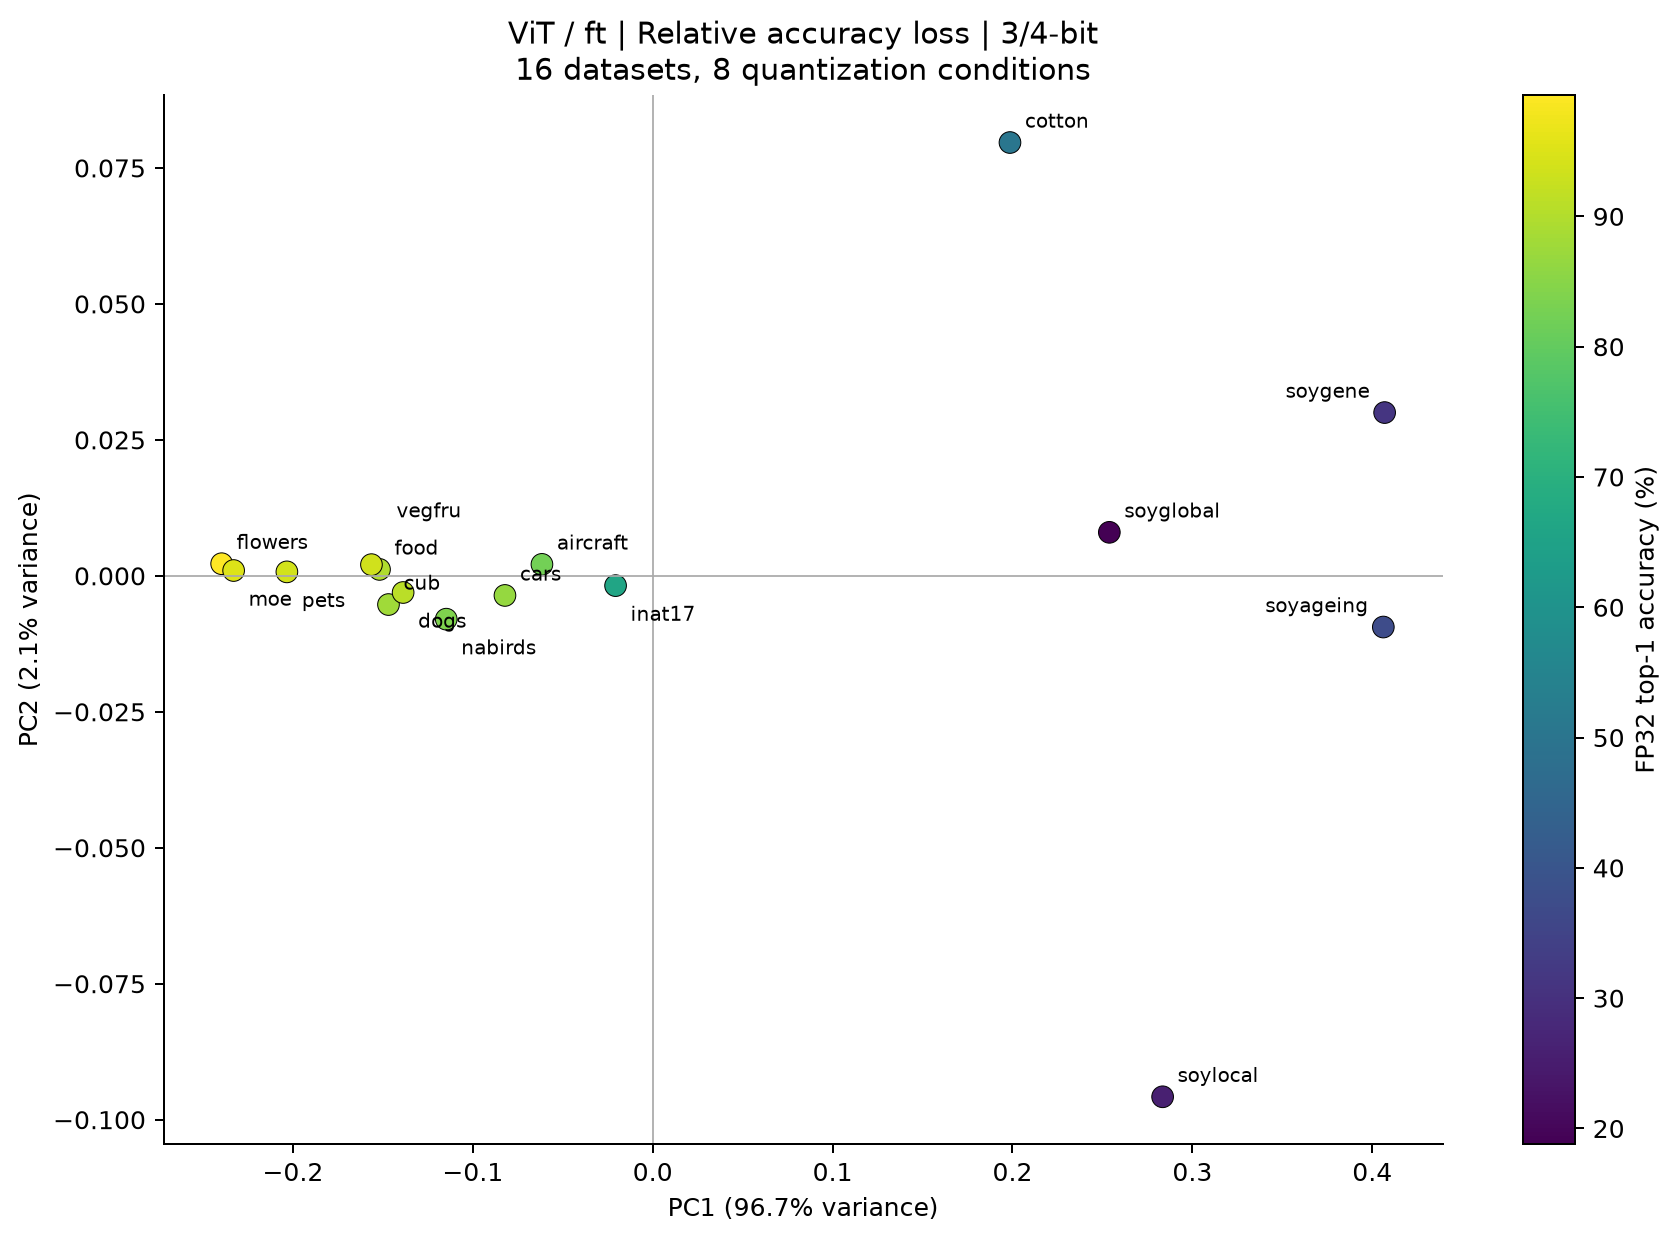 ViT / ft | Relative accuracy loss | 3/4-bit
16 datasets, 8 quantization conditions
cotton
soygene
soyglobal
vegfru
flowers
food
aircraft
cars
cub
moe
pets
soyageing
inat17
dogs
nabirds
soylocal
0.075
0.050
0.025
0.000
−0.025
−0.050
−0.075
−0.100
PC2 (2.1% variance)
−0.2
−0.1
0.0
0.1
0.2
0.3
0.4
PC1 (96.7% variance)
90
80
70
60
50
40
30
20
FP32 top-1 accuracy (%)